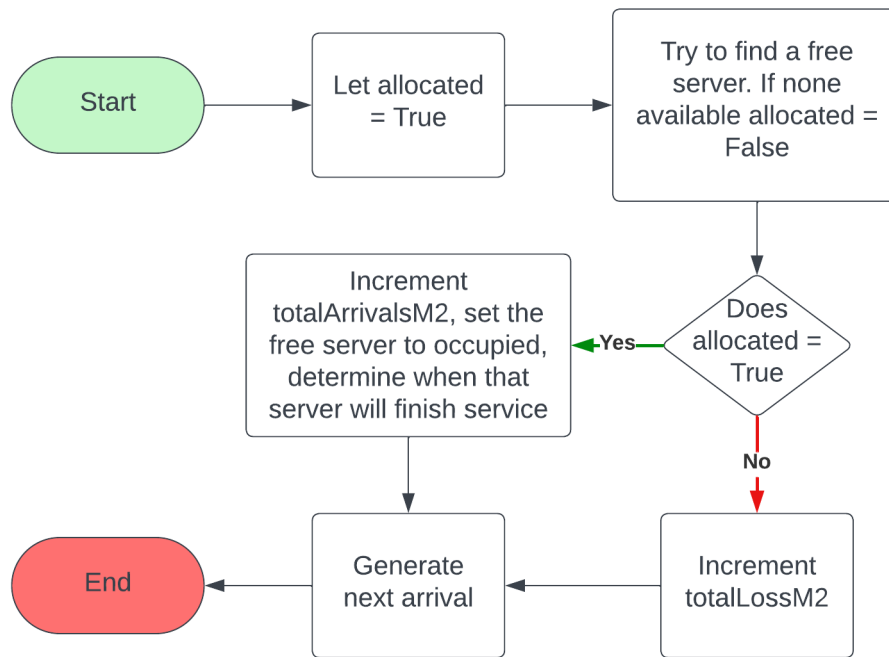 Start
Let allocated
= True
Try to find a free
server. If none
available allocated =
False
Does
allocated =
True
Yes
Increment
totalArrivalsM2, set the
free server to occupied,
determine when that
server will finish service
No
Increment
totalLossM2
Generate
next arrival
End